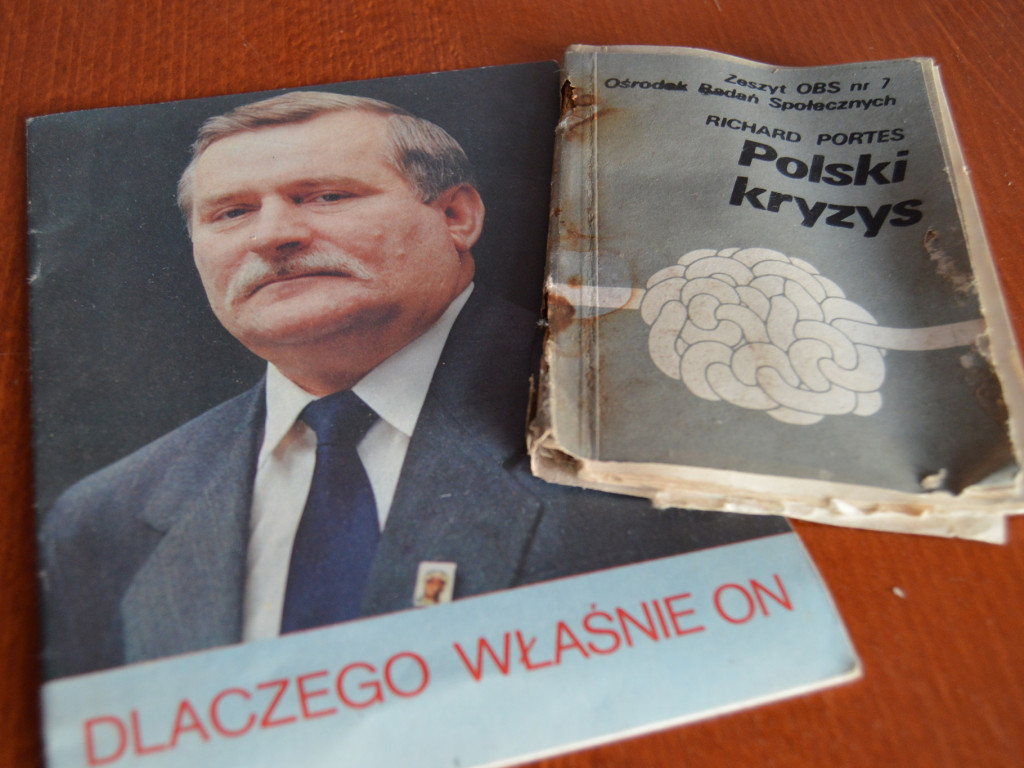 DLACZEGO WŁAŚNIE ON
Zeszyt OBS nr 7
Ośrodek Badań Społecznych
RICHARD PORTES
Polski
kryzys